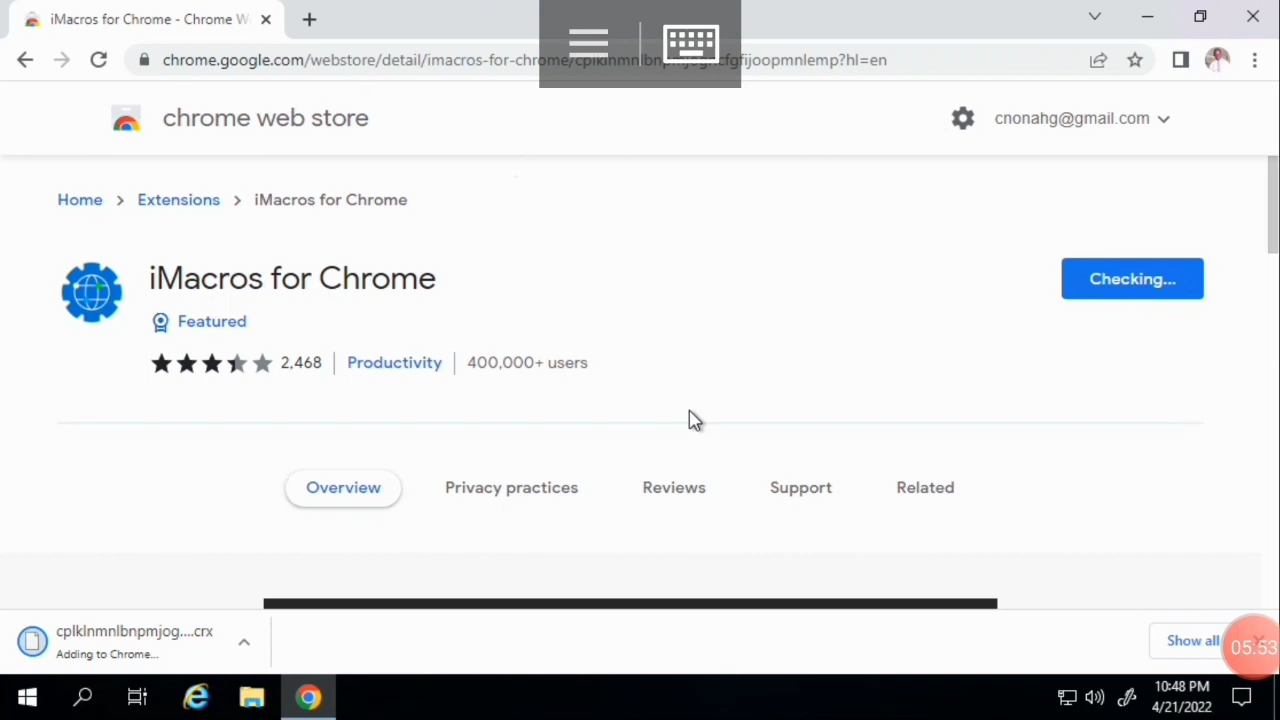 iMacros for Chrome - Chrome W
chrome.google.com/webstore/detail/imacros-for-chrome/
fijoopmnlemp?hl=en
chrome web store
cnonahg@gmail.com
Home > Extensions > iMacros for Chrome
iMacros for Chrome
Checking...
Featured
2,468
Productivity
400,000+ users
Overview
Privacy practices
Reviews
Support
Related
cplklnmnlbnpmjog....crx
Adding to Chrome...
Show all
05:53
10:48 PM
4/21/2022